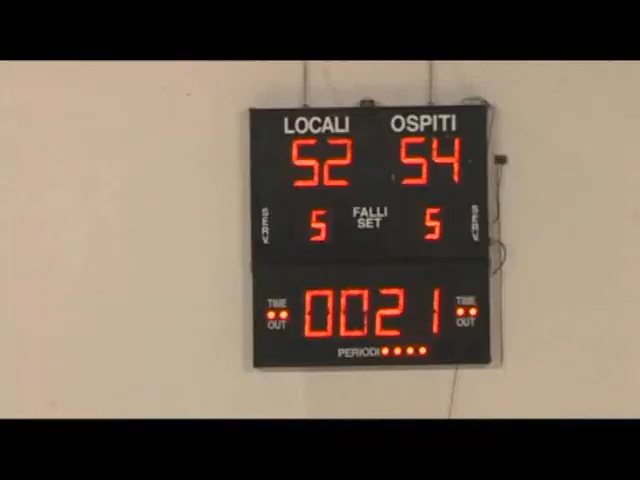 LOCALI OSPITI
52 54
SERV. 5 FALLI SET 5 SERV.
TIME OUT 0021 TIME OUT
PERIODI